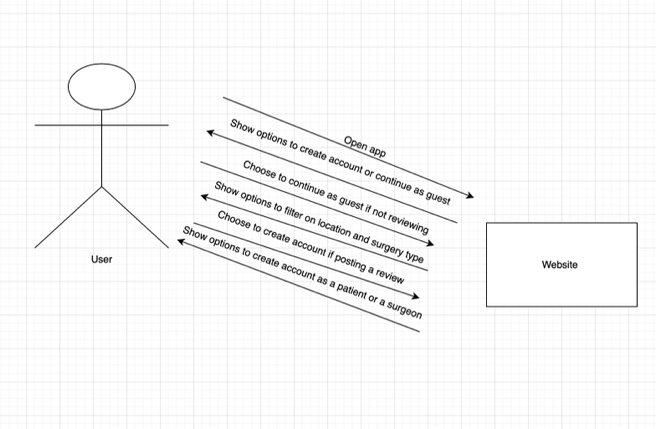 Open app
Show options to create account or continue as guest
Choose to continue as guest if not reviewing
Show options to filter on location and surgery type
Choose to create account if posting a review
Show options to create account as a patient or a surgeon
User
Website